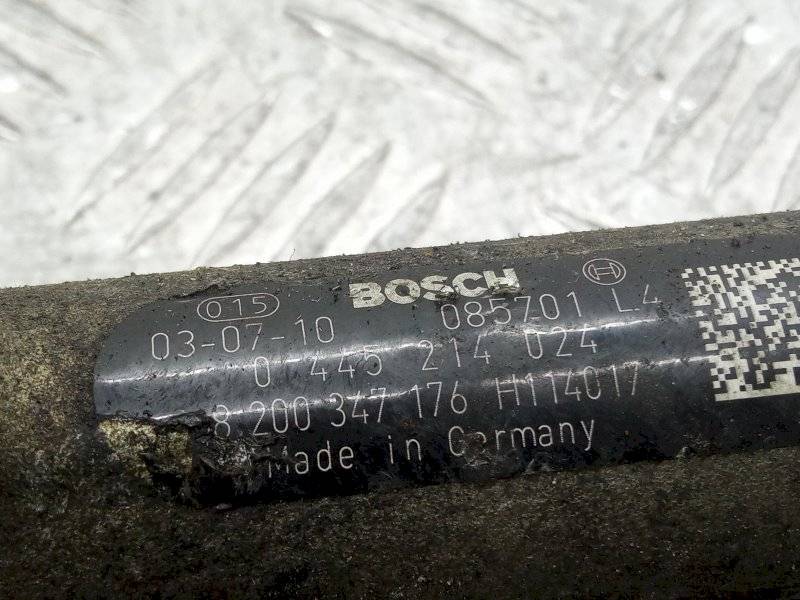 015 BOSCH
03-07-10 085701 L4
0 445 214 024
8 200 347 176 H114017
Made in Germany